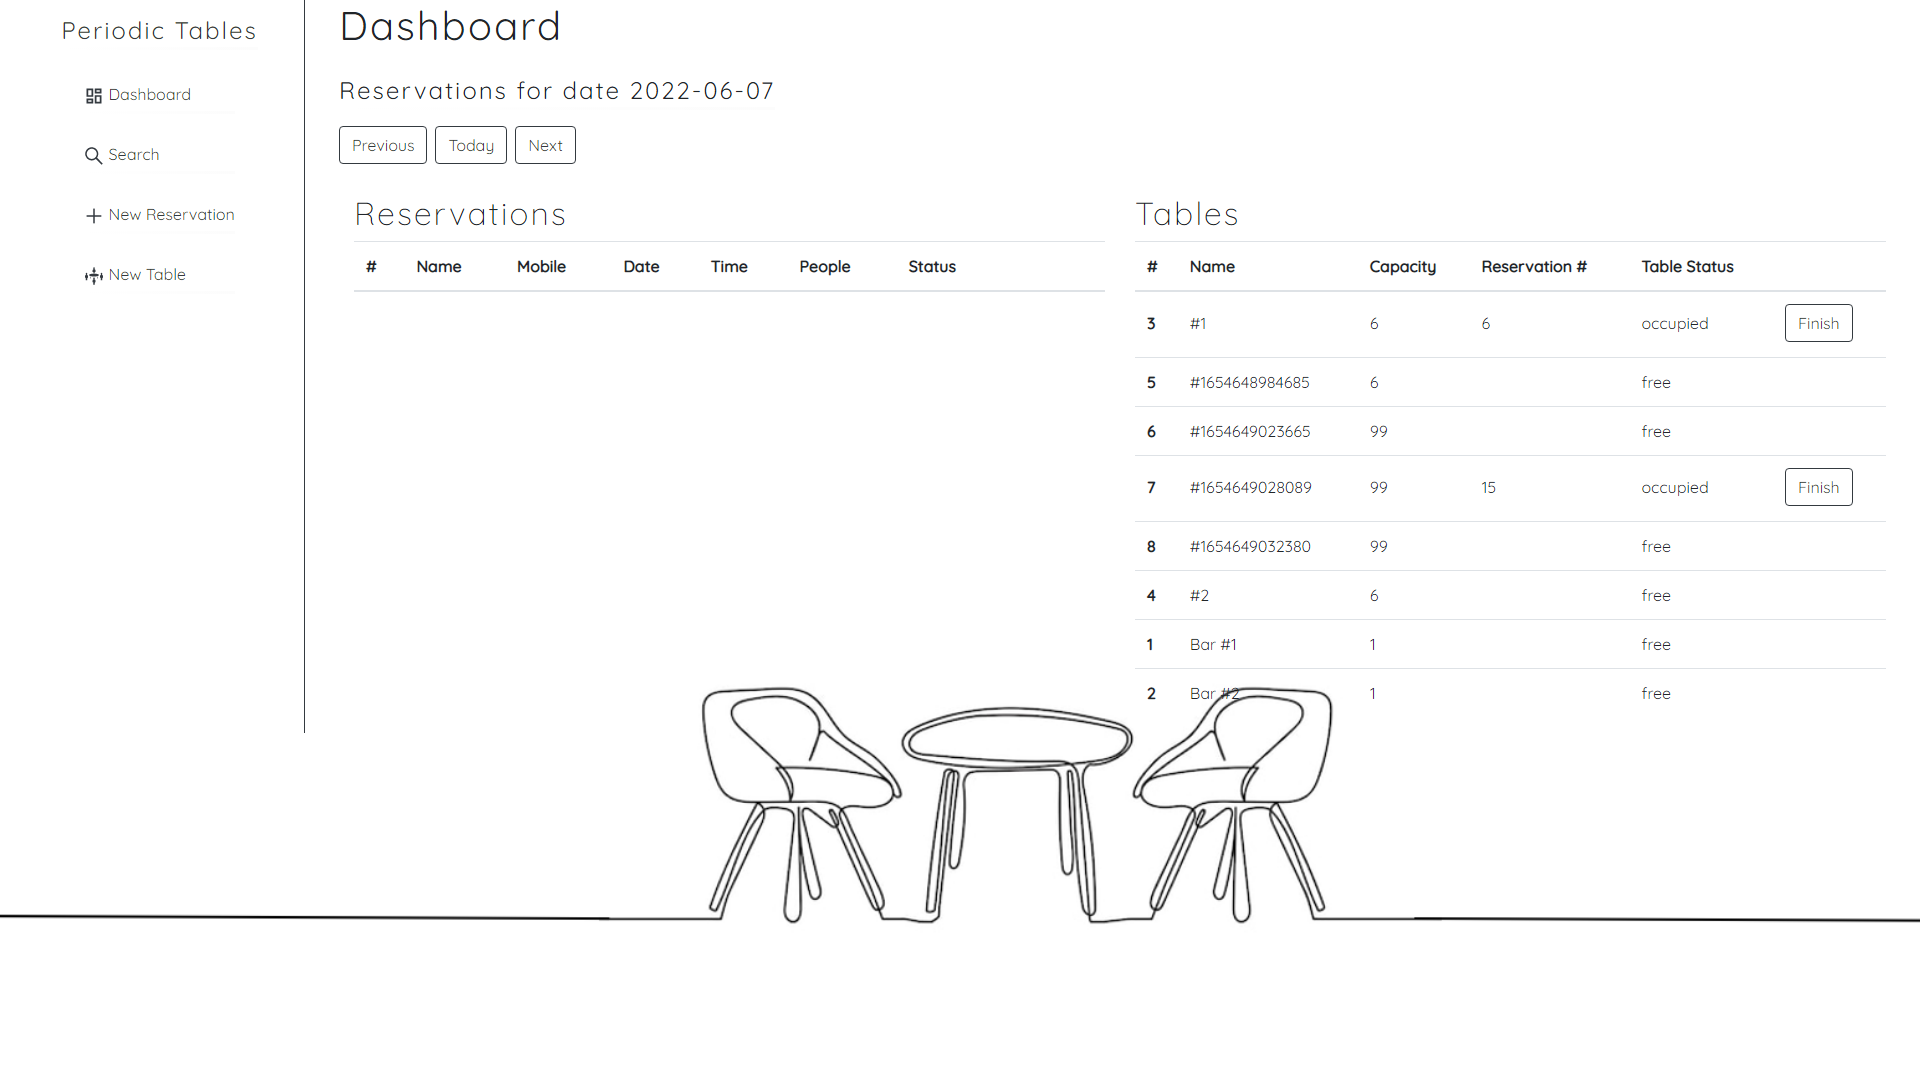 Periodic Tables
Dashboard
Search
New Reservation
New Table
Dashboard
Reservations for date 2022-06-07
Previous Today Next
Reservations
# Name Mobile Date Time People Status
Tables
# Name Capacity Reservation # Table Status
3 #1 6 6 occupied Finish
5 #1654648984685 6 free
6 #1654649023665 99 free
7 #1654649028089 99 15 occupied Finish
8 #1654649032380 99 free
4 #2 6 free
1 Bar #1 1 free
2 Bar #2 1 free